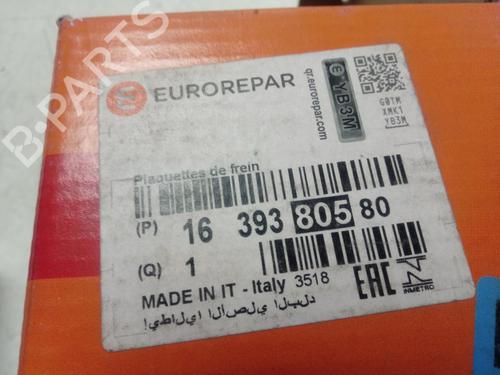 EUROREPAR
qr.eurorepar.com
e YB3M
G0TM
XMK1
YB3M
Plaquettes de frein
(P) 16 393 805 80
(Q) 1
MADE IN IT - Italy 3518
إيطاليا الأصلي البلد
EAC
INMETRO
B-PARTS